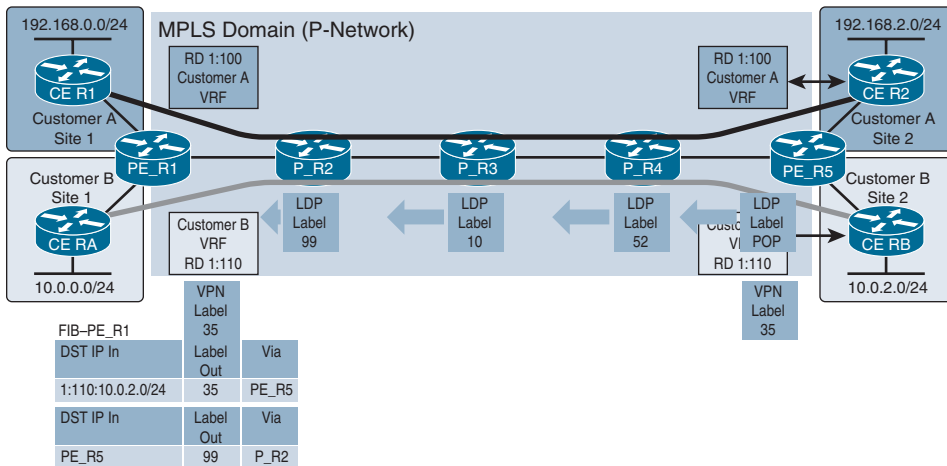 192.168.0.0/24
MPLS Domain (P-Network)
192.168.2.0/24
RD 1:100
Customer A
VRF
RD 1:100
Customer A
VRF
CE R1
CE R2
Customer A
Site 1
Customer A
Site 2
PE_R1
P_R2
P_R3
P_R4
PE_R5
Customer B
Site 1
Customer B
Site 2
CE RA
CE RB
10.0.0.0/24
10.0.2.0/24
Customer B
VRF
RD 1:110
LDP
Label
99
LDP
Label
10
LDP
Label
52
LDP
Label
POP
RD 1:110
VPN
Label
35
VPN
Label
35
FIB–PE_R1
DST IP In
Label
Out
Via
1:110:10.0.2.0/24 35 PE_R5
DST IP In
Label
Out
Via
PE_R5 99 P_R2